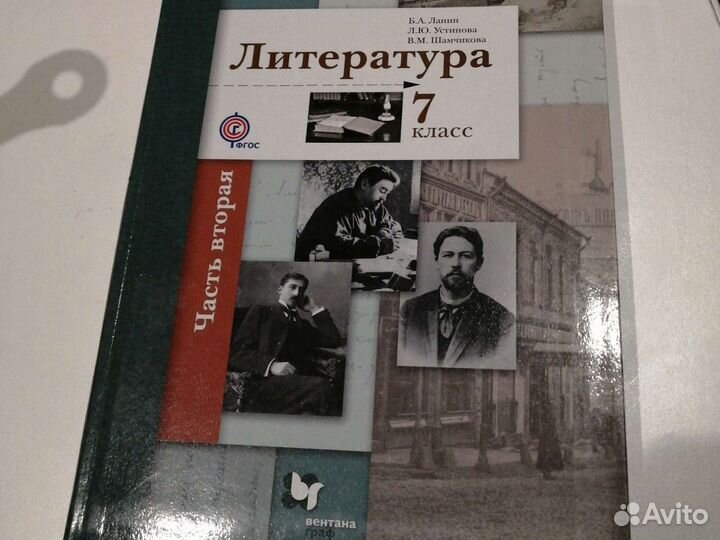 Б.А. Ланин
Л.Ю. Устинова
В.М. Шамчикова
Литература
7
класс
ФГОС
Часть вторая
вентана
граф
Avito